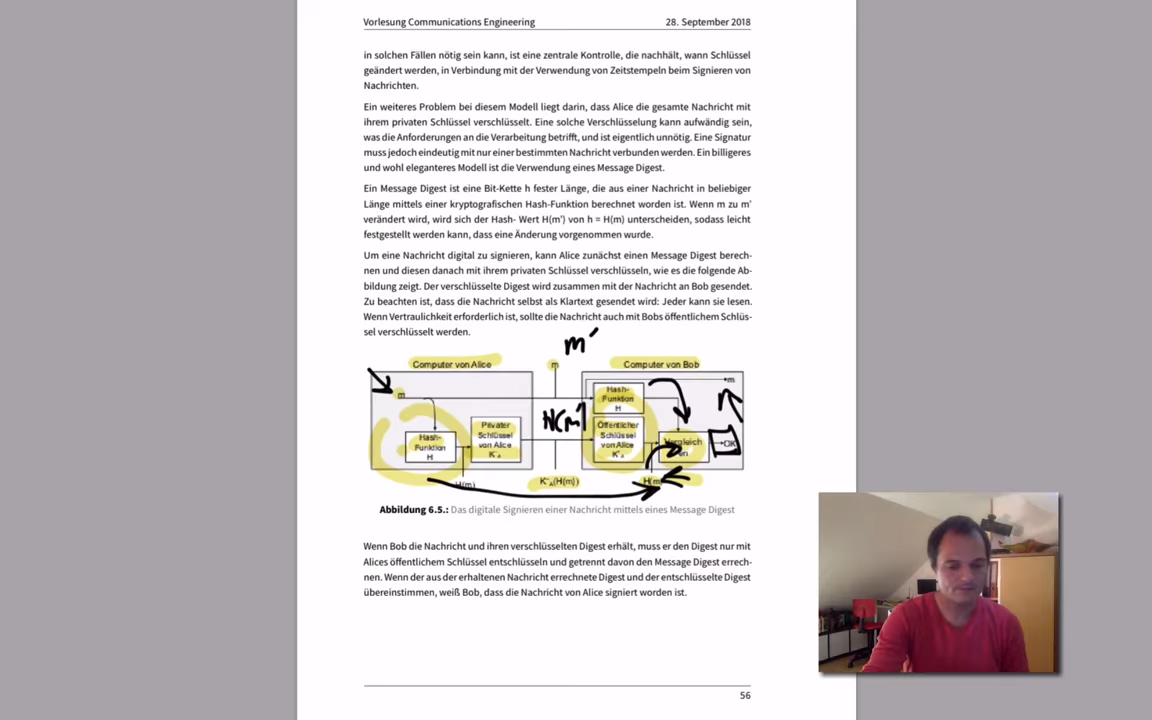 Vorlesung Communications Engineering 28. September 2018
in solchen Fällen nötig sein kann, ist eine zentrale Kontrolle, die nachhält, wann Schlüssel
geändert werden, in Verbindung mit der Verwendung von Zeitstempeln beim Signieren von
Nachrichten.
Ein weiteres Problem bei diesem Modell liegt darin, dass Alice die gesamte Nachricht mit
ihrem privaten Schlüssel verschlüsselt. Eine solche Verschlüsselung kann aufwändig sein,
was die Anforderungen an die Verarbeitung betrifft, und ist eigentlich unnötig. Eine Signatur
muss jedoch eindeutig mit nur einer bestimmten Nachricht verbunden werden. Ein billigeres
und wohl eleganteres Modell ist die Verwendung eines Message Digest.
Ein Message Digest ist eine Bit-Kette h fester Länge, die aus einer Nachricht in beliebiger
Länge mittels einer kryptografischen Hash-Funktion berechnet worden ist. Wenn m zu m'
verändert wird, wird sich der Hash- Wert H(m') von h = H(m) unterscheiden, sodass leicht
festgestellt werden kann, dass eine Änderung vorgenommen wurde.
Um eine Nachricht digital zu signieren, kann Alice zunächst einen Message Digest berech-
nen und diesen danach mit ihrem privaten Schlüssel verschlüsseln, wie es die folgende Ab-
bildung zeigt. Der verschlüsselte Digest wird zusammen mit der Nachricht an Bob gesendet.
Zu beachten ist, dass die Nachricht selbst als Klartext gesendet wird: Jeder kann sie lesen.
Wenn Vertraulichkeit erforderlich ist, sollte die Nachricht auch mit Bobs öffentlichem Schlüs-
sel verschlüsselt werden.
m'
Computer von Alice
m
Computer von Bob
m
m
Hash-
Funktion
H
H(m')
Hash-
Funktion
H
Privater
Schlüssel
von Alice
K⁻A
Öffentlicher
Schlüssel
von Alice
K⁺A
OK
H(m)
K⁻A(H(m))
H(m)
Abbildung 6.5.: Das digitale Signieren einer Nachricht mittels eines Message Digest
Wenn Bob die Nachricht und ihren verschlüsselten Digest erhält, muss er den Digest nur mit
Alices öffentlichem Schlüssel entschlüsseln und getrennt davon den Message Digest errech-
nen. Wenn der aus der erhaltenen Nachricht errechnete Digest und der entschlüsselte Digest
übereinstimmen, weiß Bob, dass die Nachricht von Alice signiert worden ist.
56